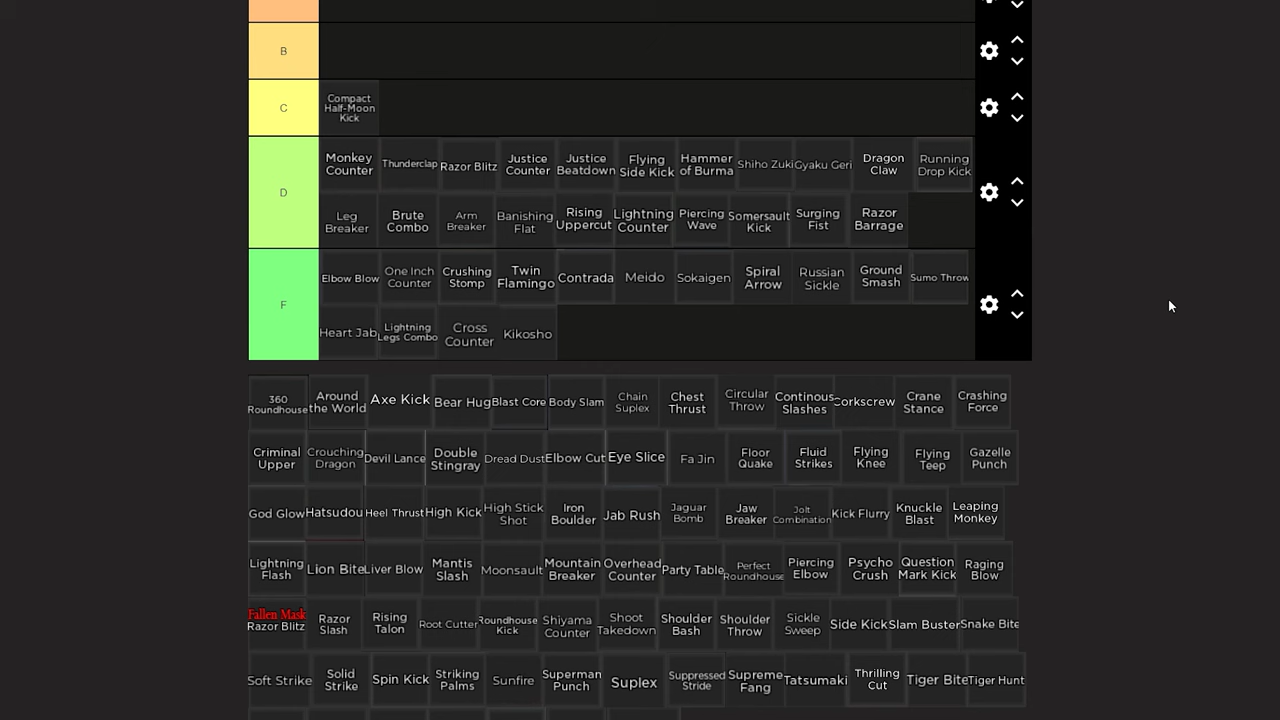 B
C
Compact
Half-Moon
Kick
D
Monkey
Counter
Thunderclap
Razor Blitz
Justice
Counter
Justice
Beatdown
Flying
Side Kick
Hammer
of Burma
Shiho Zuki
Gyaku Geri
Dragon
Claw
Running
Drop Kick
Leg
Breaker
Brute
Combo
Arm
Breaker
Banishing
Flat
Rising
Uppercut
Lightning
Counter
Piercing
Wave
Somersault
Kick
Surging
Fist
Razor
Barrage
F
Elbow Blow
One Inch
Counter
Crushing
Stomp
Twin
Flamingo
Contrada
Meido
Sokaigen
Spiral
Arrow
Russian
Sickle
Ground
Smash
Sumo Throw
Heart Jab
Lightning
Legs Combo
Cross
Counter
Kikosho
360
Roundhouse
Around
the World
Axe Kick
Bear Hug
Blast Core
Body Slam
Chain
Suplex
Chest
Thrust
Circular
Throw
Continous
Slashes
Corkscrew
Crane
Stance
Crashing
Force
Criminal
Upper
Crouching
Dragon
Devil Lance
Double
Stingray
Dread Dust
Elbow Cut
Eye Slice
Fa Jin
Floor
Quake
Fluid
Strikes
Flying
Knee
Flying
Teep
Gazelle
Punch
God Glow
Hatsudou
Heel Thrust
High Kick
High Stick
Shot
Iron
Boulder
Jab Rush
Jaguar
Bomb
Jaw
Breaker
Jolt
Combination
Kick Flurry
Knuckle
Blast
Leaping
Monkey
Lightning
Flash
Lion Bite
Liver Blow
Mantis
Slash
Moonsault
Mountain
Breaker
Overhead
Counter
Party Table
Perfect
Roundhouse
Piercing
Elbow
Psycho
Crush
Question
Mark Kick
Raging
Blow
Fallen Mask
Razor Blitz
Razor
Slash
Rising
Talon
Root Cutter
Roundhouse
Kick
Shiyama
Counter
Shoot
Takedown
Shoulder
Bash
Shoulder
Throw
Sickle
Sweep
Side Kick
Slam Buster
Snake Bite
Soft Strike
Solid
Strike
Spin Kick
Striking
Palms
Sunfire
Superman
Punch
Suplex
Suppressed
Stride
Supreme
Fang
Tatsumaki
Thrilling
Cut
Tiger Bite
Tiger Hunt